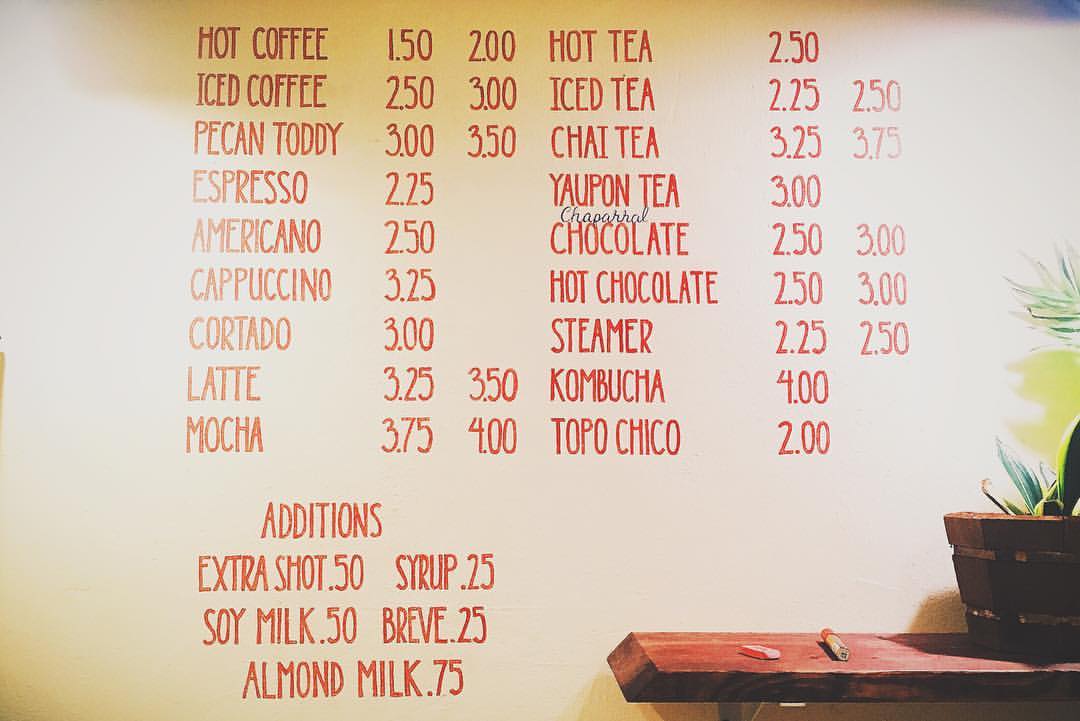 HOT COFFEE 1.50 2.00
ICED COFFEE 2.50 3.00
PECAN TODDY 3.00 3.50
ESPRESSO 2.25
AMERICANO 2.50
CAPPUCCINO 3.25
CORTADO 3.00
LATTE 3.25 3.50
MOCHA 3.75 4.00
HOT TEA 2.50
ICED TEA 2.25 2.50
CHAI TEA 3.25 3.75
YAUPON TEA 3.00
Chaparral
CHOCOLATE 2.50 3.00
HOT CHOCOLATE 2.50 3.00
STEAMER 2.25 2.50
KOMBUCHA 4.00
TOPO CHICO 2.00
ADDITIONS
EXTRA SHOT .50 SYRUP .25
SOY MILK .50 BREVE .25
ALMOND MILK .75